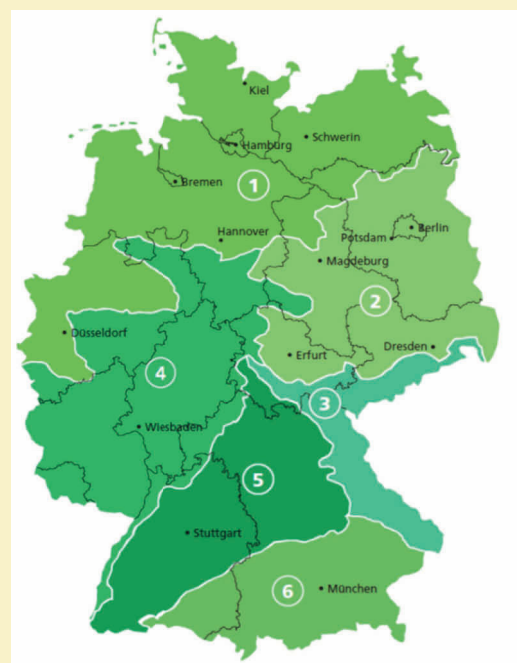 Kiel
Schwerin
Hamburg
Bremen
1
Hannover
Berlin
Potsdam
Magdeburg
2
Düsseldorf
Erfurt
Dresden
4
3
Wiesbaden
5
Stuttgart
6
München